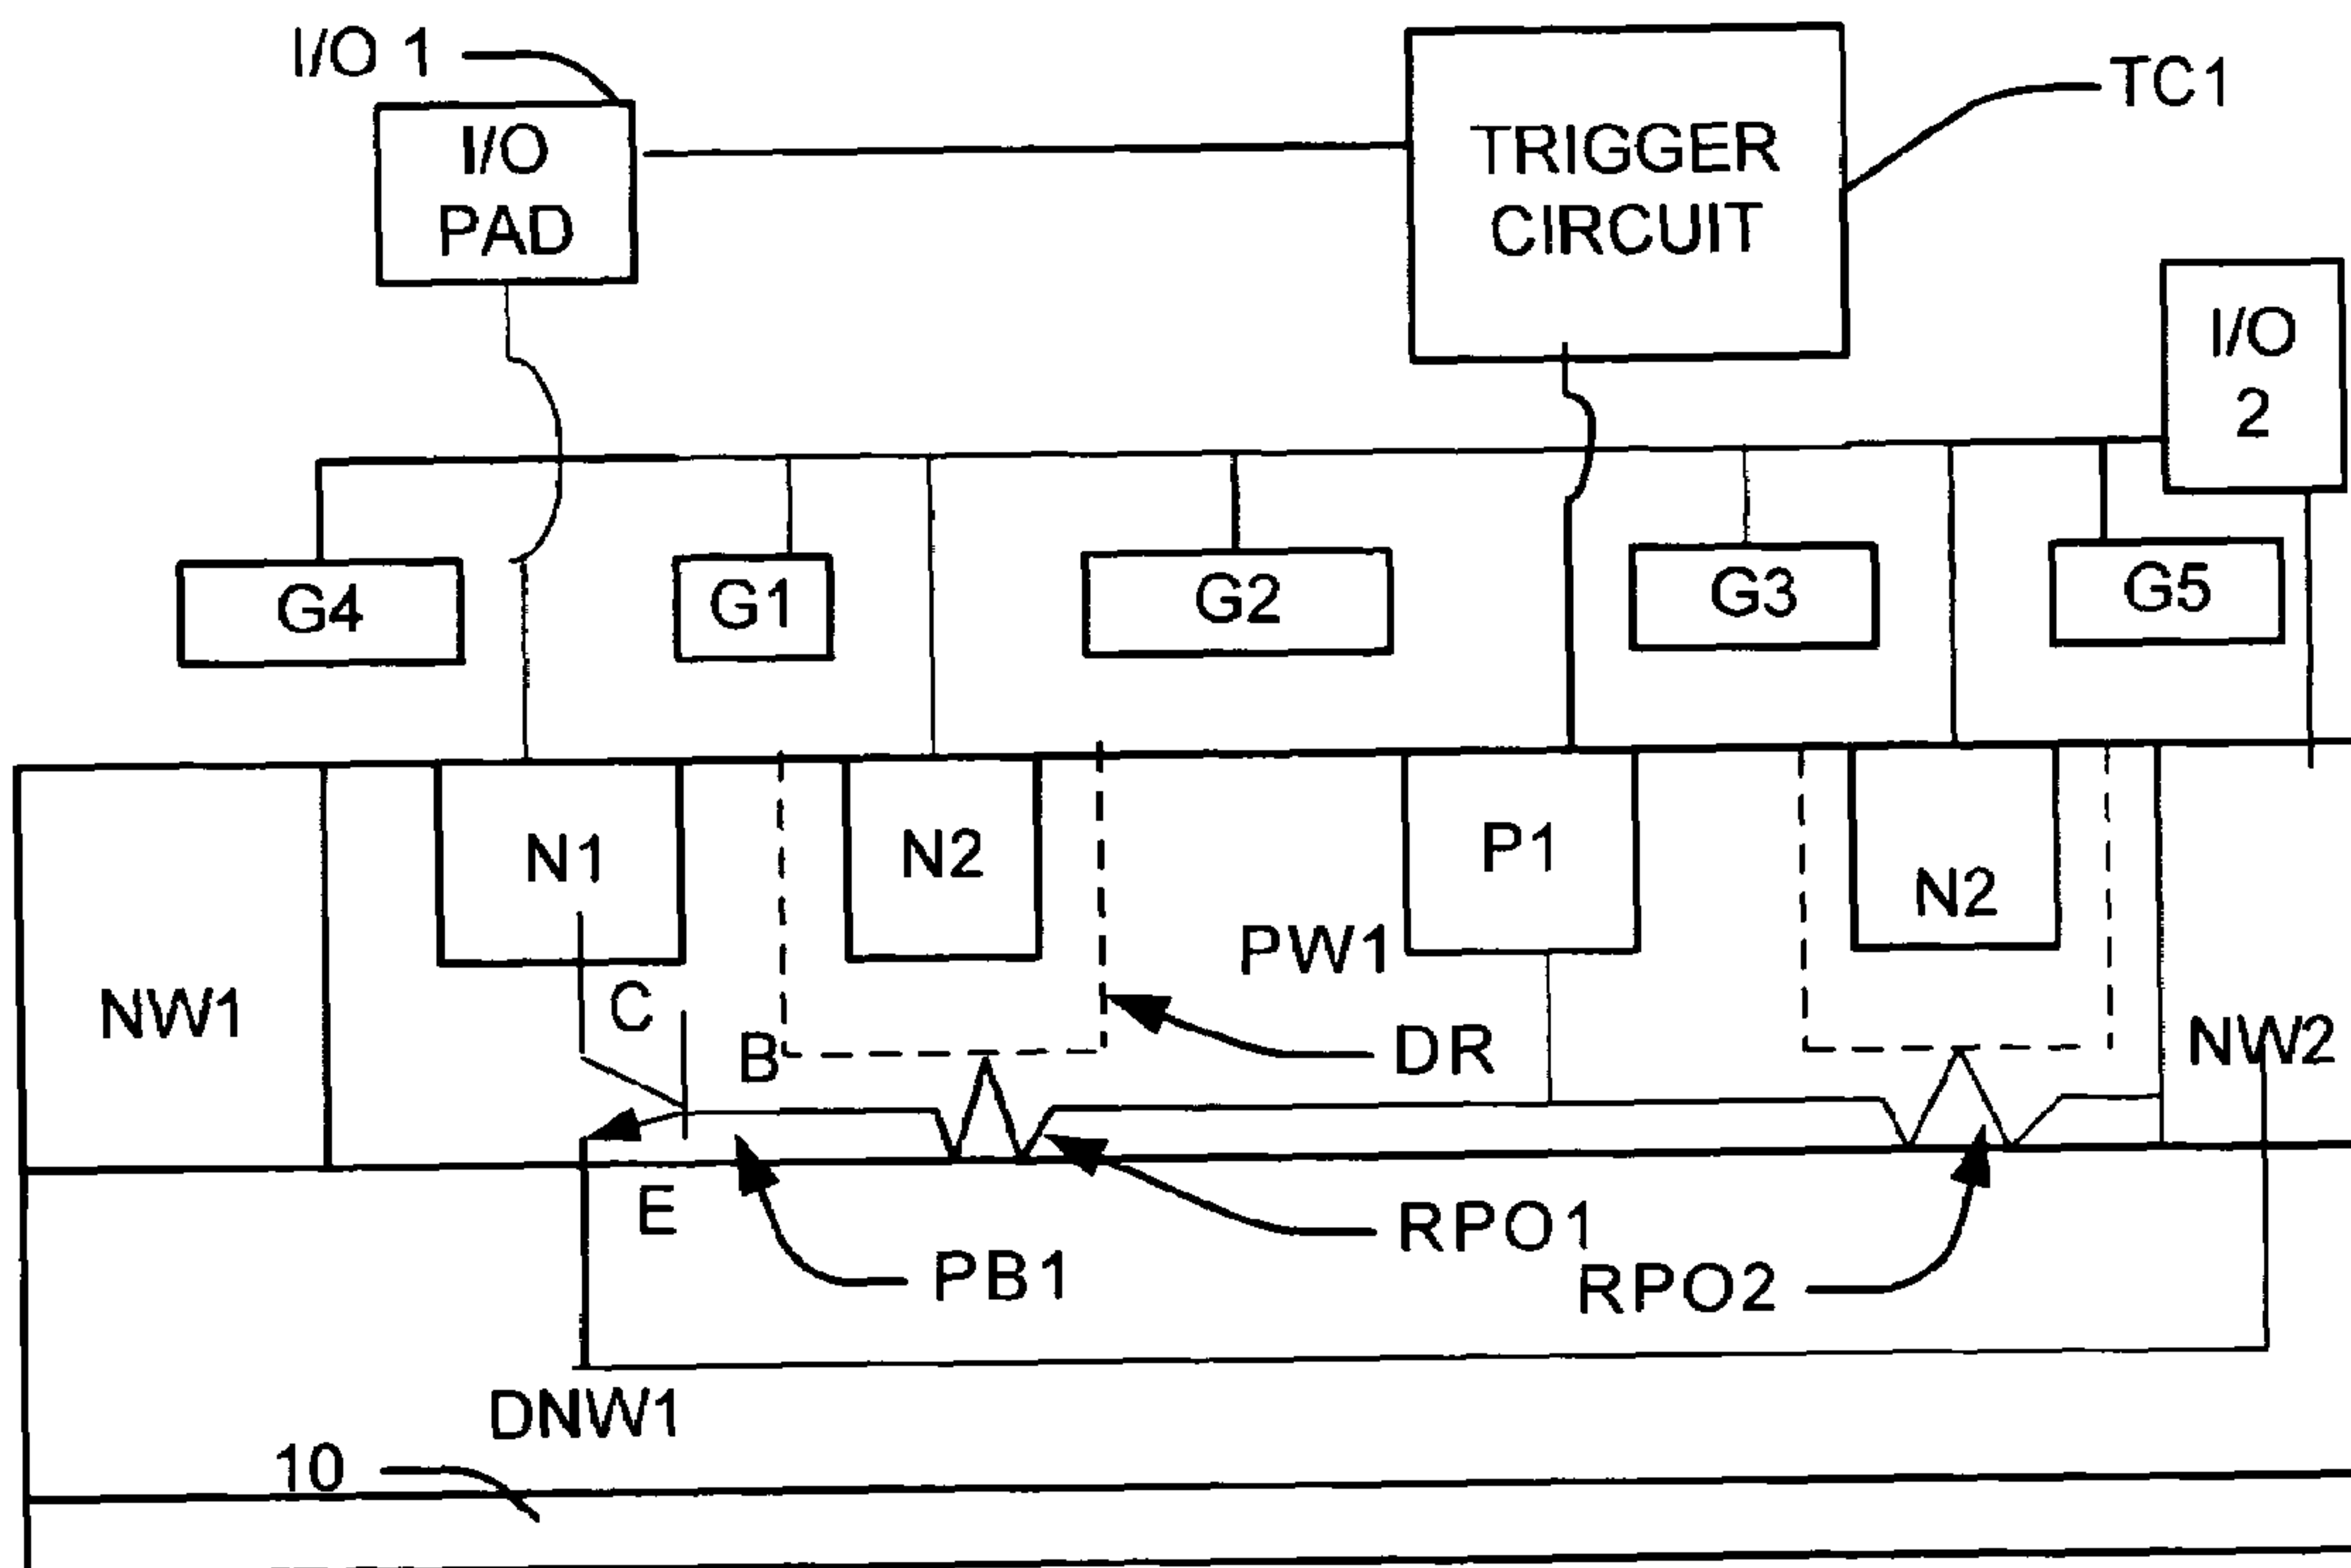 I/O 1
I/O
PAD
TRIGGER
CIRCUIT
TC1
I/O
2
G4
G1
G2
G3
G5
N1
N2
P1
N2
PW1
NW1
C
B
DR
NW2
E
PB1
RPO1
RPO2
DNW1
10